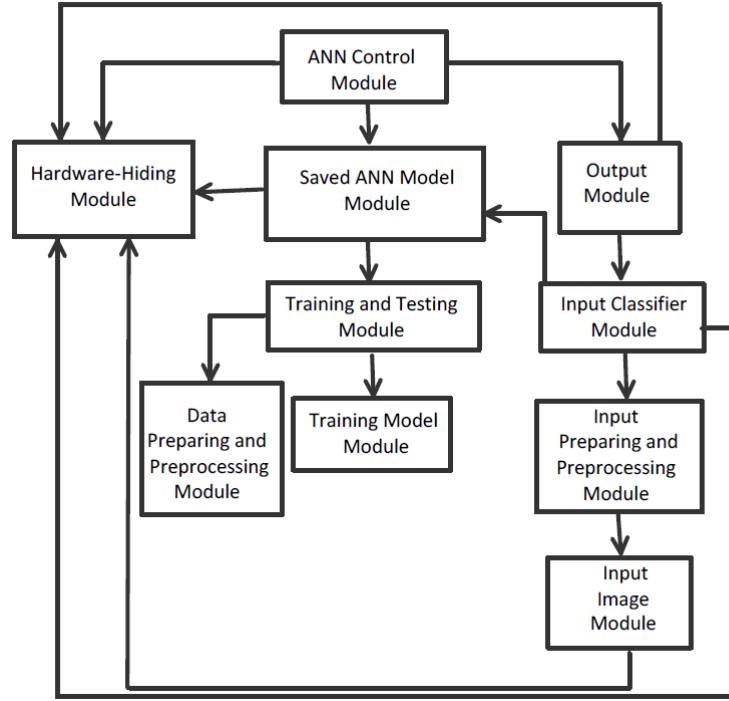 ANN Control
Module
Hardware-Hiding
Module
Saved ANN Model
Module
Output
Module
Training and Testing
Module
Input Classifier
Module
Data
Preparing and
Preprocessing
Module
Training Model
Module
Input
Preparing and
Preprocessing
Module
Input
Image
Module